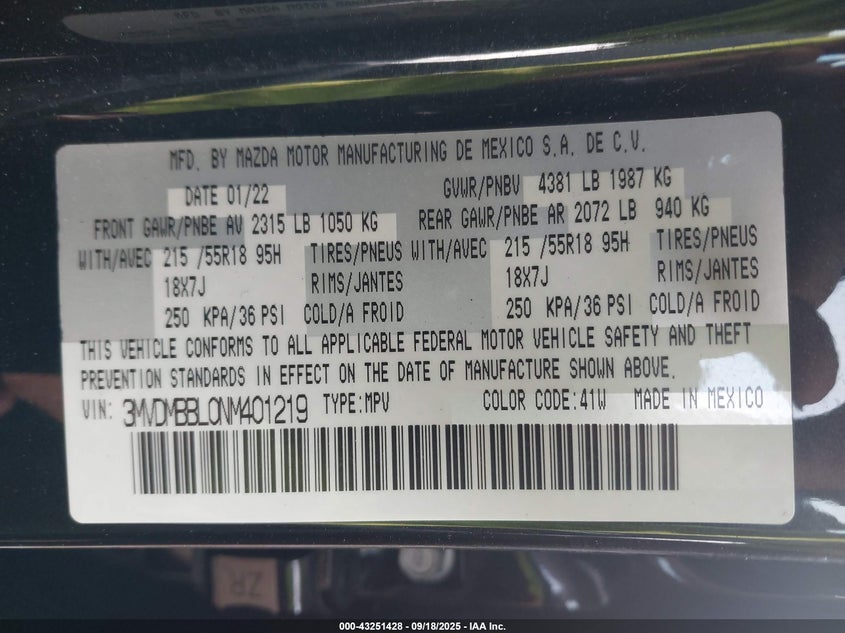 MFD. BY MAZDA MOTOR MANUFACTURING DE MEXICO S.A. DE C.V.
DATE 01/22 GVWR/PNBV 4381 LB 1987 KG
FRONT GAWR/PNBE AV 2315 LB 1050 KG REAR GAWR/PNBE AR 2072 LB 940 KG
WITH/AVEC 215 /55R18 95H TIRES/PNEUS WITH/AVEC 215 /55R18 95H TIRES/PNEUS
18X7J RIMS/JANTES 18X7J RIMS/JANTES
250 KPA/36 PSI COLD/A FROID 250 KPA/36 PSI COLD/A FROID
THIS VEHICLE CONFORMS TO ALL APPLICABLE FEDERAL MOTOR VEHICLE SAFETY AND THEFT
PREVENTION STANDARDS IN EFFECT ON THE DATE OF MANUFACTURE SHOWN ABOVE.
VIN: 3MVDMBBL0NM401219 TYPE:MPV COLOR CODE:41W MADE IN MEXICO
ZR
000-43251428 - 09/18/2025 - IAA Inc.